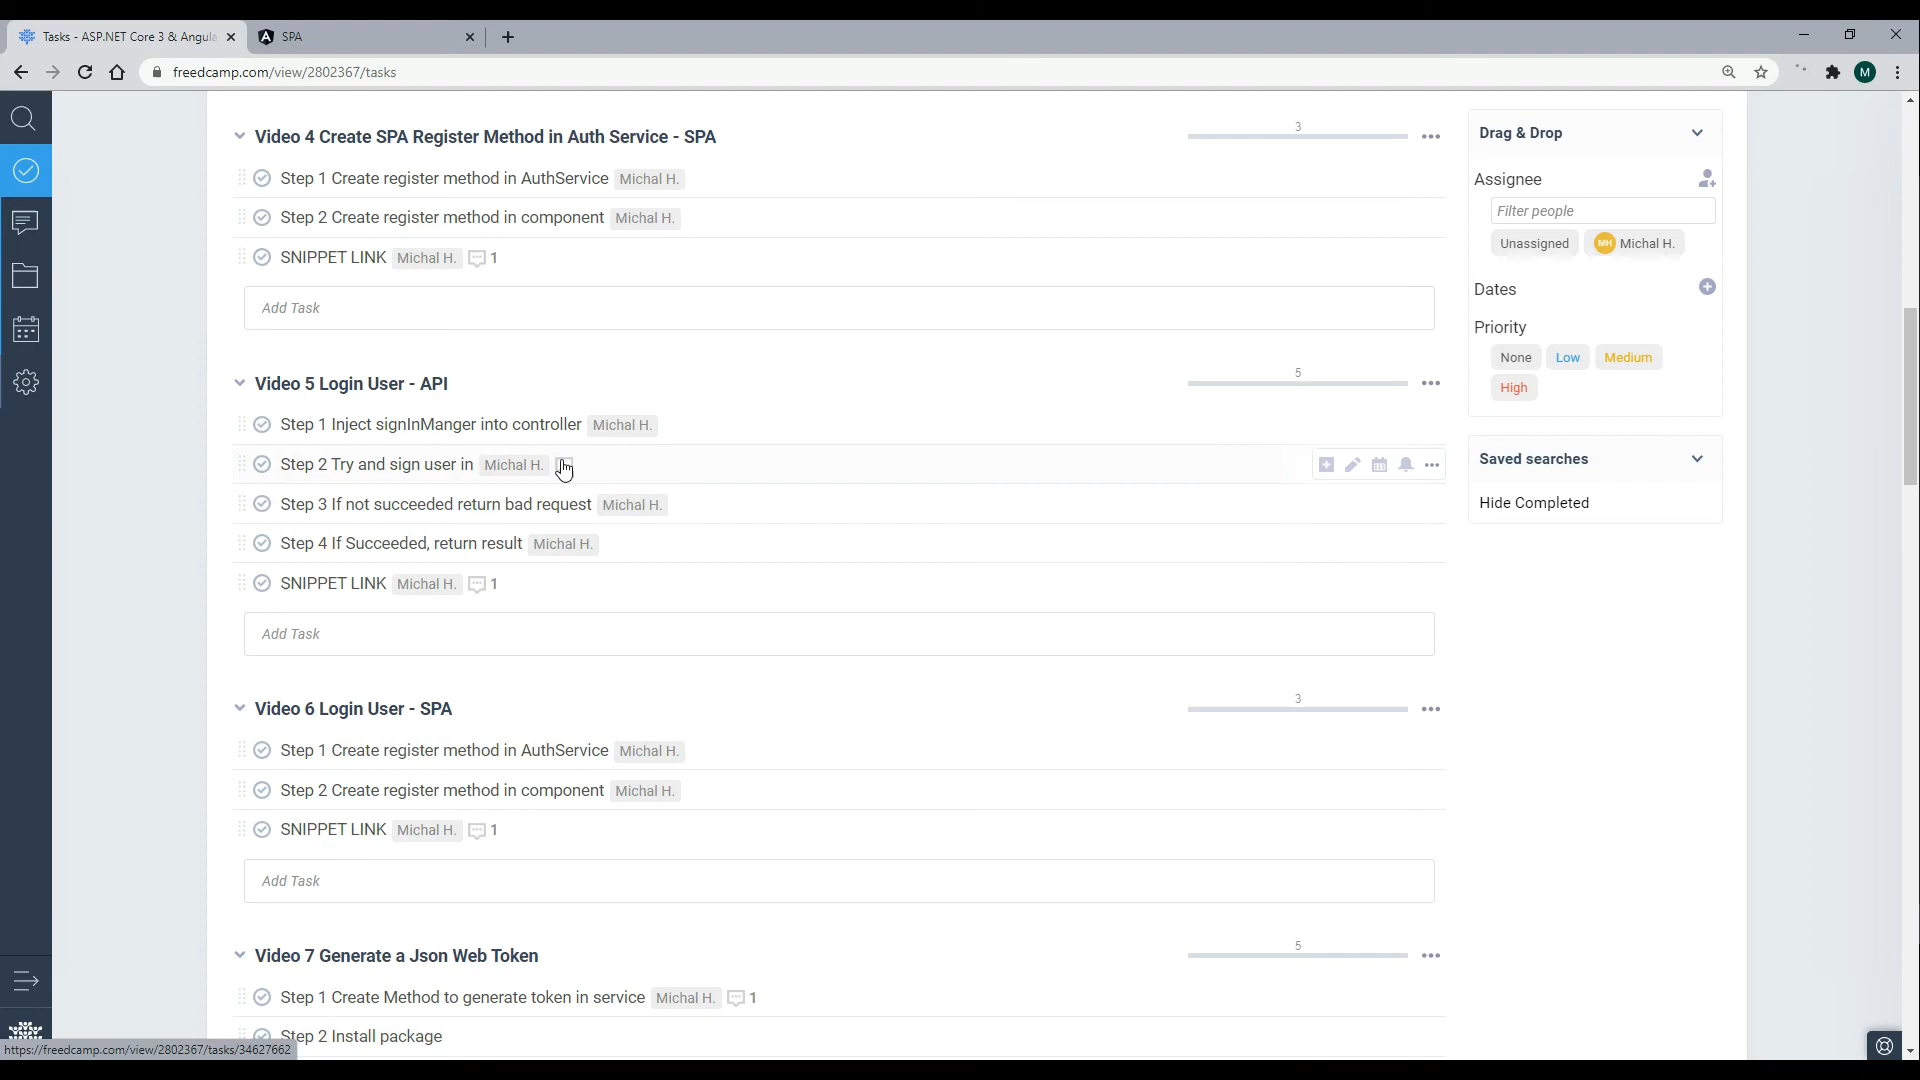 Tasks - ASP.NET Core 3 & Angula
SPA
freedcamp.com/view/2802367/tasks
M
Video 4 Create SPA Register Method in Auth Service - SPA
3
Step 1 Create register method in AuthService Michal H.
Step 2 Create register method in component Michal H.
SNIPPET LINK Michal H. 1
Add Task
Video 5 Login User - API
5
Step 1 Inject signInManger into controller Michal H.
Step 2 Try and sign user in Michal H.
Step 3 If not succeeded return bad request Michal H.
Step 4 If Succeeded, return result Michal H.
SNIPPET LINK Michal H. 1
Add Task
Video 6 Login User - SPA
3
Step 1 Create register method in AuthService Michal H.
Step 2 Create register method in component Michal H.
SNIPPET LINK Michal H. 1
Add Task
Video 7 Generate a Json Web Token
5
Step 1 Create Method to generate token in service Michal H. 1
Step 2 Install package
Drag & Drop
Assignee
Filter people
Unassigned MH Michal H.
Dates
Priority
None Low Medium
High
Saved searches
Hide Completed
https://freedcamp.com/view/2802367/tasks/34627662